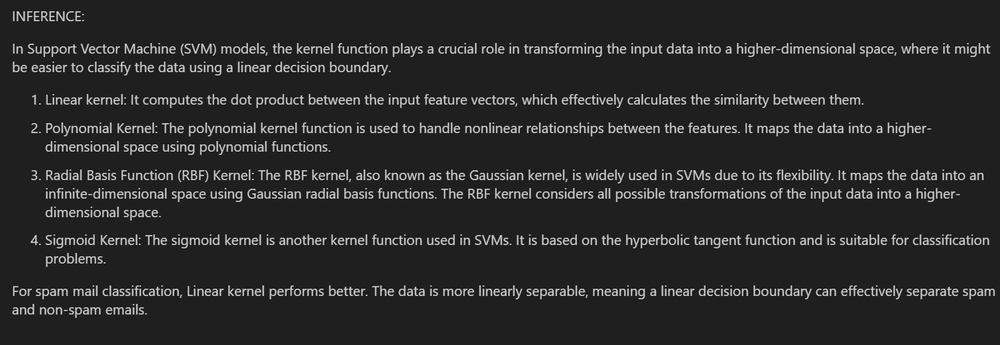 INFERENCE:
In Support Vector Machine (SVM) models, the kernel function plays a crucial role in transforming the input data into a higher-dimensional space, where it might
be easier to classify the data using a linear decision boundary.
1. Linear kernel: It computes the dot product between the input feature vectors, which effectively calculates the similarity between them.
2. Polynomial Kernel: The polynomial kernel function is used to handle nonlinear relationships between the features. It maps the data into a higher-
dimensional space using polynomial functions.
3. Radial Basis Function (RBF) Kernel: The RBF kernel, also known as the Gaussian kernel, is widely used in SVMs due to its flexibility. It maps the data into an
infinite-dimensional space using Gaussian radial basis functions. The RBF kernel considers all possible transformations of the input data into a higher-
dimensional space.
4. Sigmoid Kernel: The sigmoid kernel is another kernel function used in SVMs. It is based on the hyperbolic tangent function and is suitable for classification
problems.
For spam mail classification, Linear kernel performs better. The data is more linearly separable, meaning a linear decision boundary can effectively separate spam
and non-spam emails.